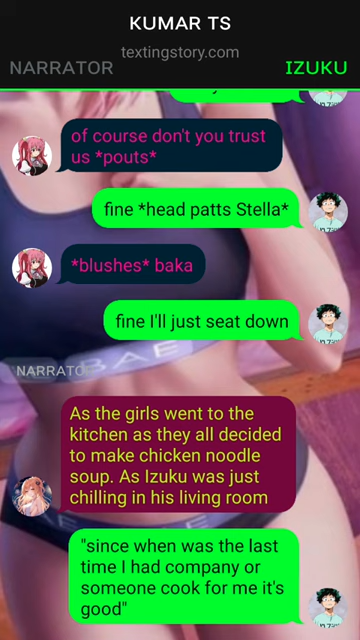 KUMAR TS
textingstory.com
NARRATOR
IZUKU
of course don't you trust
us *pouts*
fine *head patts Stella*
*blushes* baka
fine I'll just seat down
BAE
NARRATOR
As the girls went to the
kitchen as they all decided
to make chicken noodle
soup. As Izuku was just
chilling in his living room
"since when was the last
time I had company or
someone cook for me it's
good"